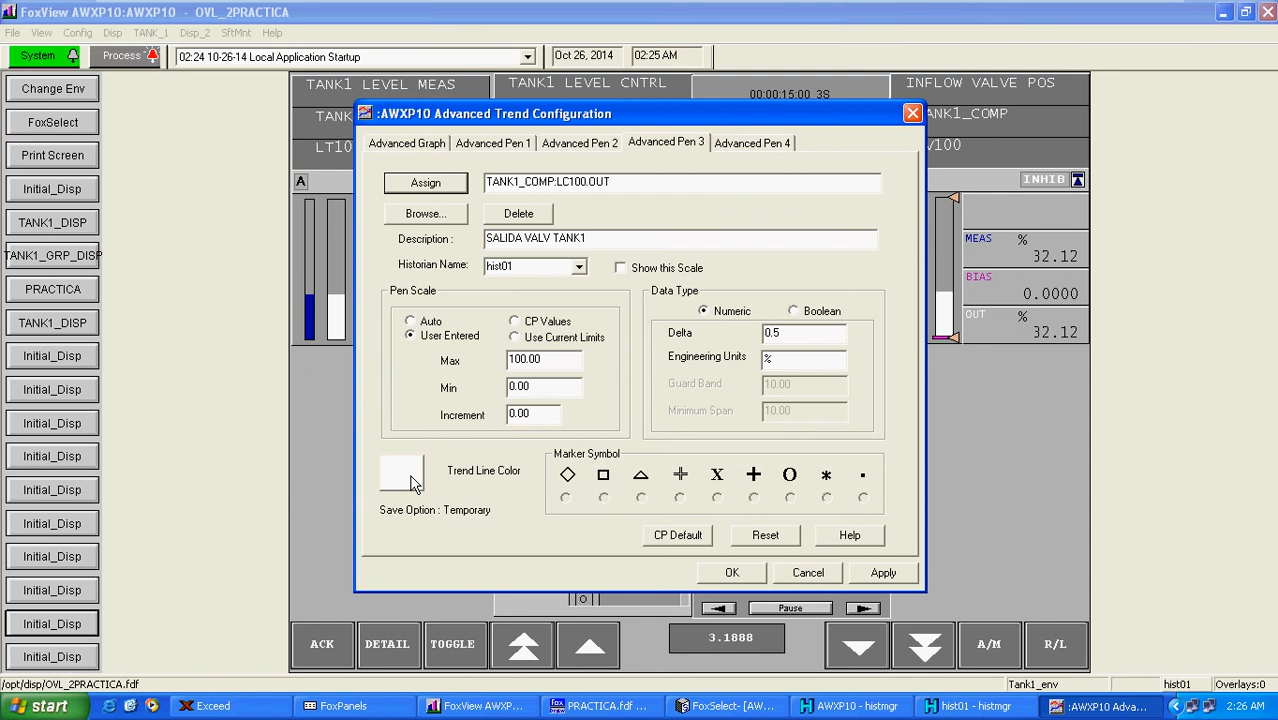 FoxView AWXP10:AWXP10 - OVL_2PRACTICA
File View Config Disp TANK_1 Disp_2 SftMnt Help
System Process 02:24 10-26-14 Local Application Startup Oct 26, 2014 02:25 AM
Change Env
FoxSelect
Print Screen
Initial_Disp
TANK1_DISP
TANK1_GRP_DISP
PRACTICA
TANK1_DISP
Initial_Disp
Initial_Disp
Initial_Disp
Initial_Disp
Initial_Disp
Initial_Disp
Initial_Disp
Initial_Disp
Initial_Disp
Initial_Disp
TANK1 LEVEL MEAS TANK1 LEVEL CNTRL 00:00:15:00_3S INFLOW VALVE POS
:AWXP10 Advanced Trend Configuration
Advanced Graph Advanced Pen 1 Advanced Pen 2 Advanced Pen 3 Advanced Pen 4
Assign TANK1_COMP:LC100.OUT
Browse... Delete
Description : SALIDA VALV TANK1
Historian Name: hist01 Show this Scale
Pen Scale
Auto CP Values
User Entered Use Current Limits
Max 100.00
Min 0.00
Increment 0.00
Data Type
Numeric Boolean
Delta 0.5
Engineering Units %
Guard Band 10.00
Minimum Span 10.00
Trend Line Color
Save Option : Temporary
Marker Symbol
X O *
CP Default Reset Help
OK Cancel Apply
TANK
LT10
A
NK1_COMP
V100
INHIB
MEAS %
32.12
BIAS
0.0000
OUT %
32.12
O
Pause
ACK DETAIL TOGGLE 3.1888 A/M R/L
/opt/disp/OVL_2PRACTICA.fdf Tank1_env hist01 Overlays:0
start Exceed FoxPanels FoxView AWXP... PRACTICA.fdf ... FoxSelect- [AW... AWXP10 - histmgr hist01 - histmgr :AWXP10 Adva... 2:26 AM